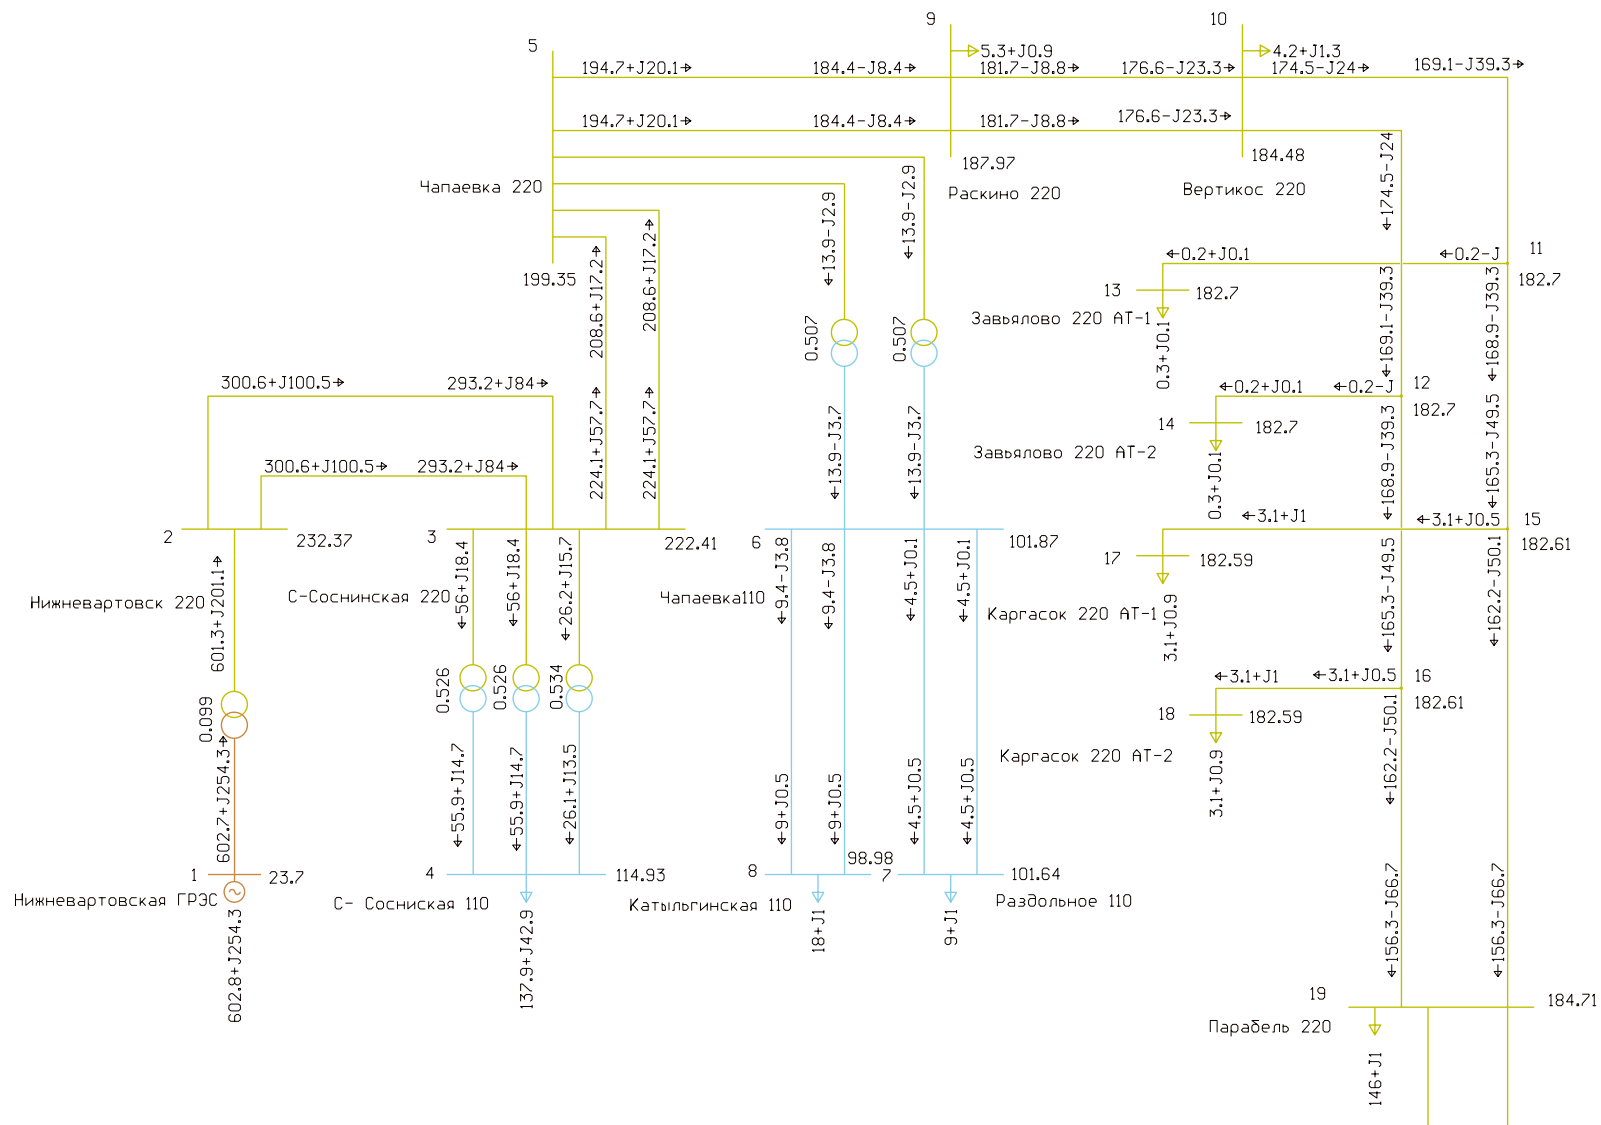 9
10
5
5.3+J0.9
4.2+J1.3
194.7+J20.1
184.4-J8.4
181.7-J8.8
176.6-J23.3
174.5-J24
169.1-J39.3
194.7+J20.1
184.4-J8.4
181.7-J8.8
176.6-J23.3
187.97
184.48
Чапаевка 220
Раскино 220
Вертикос 220
13.9-J2.9
13.9-J2.9
174.5-J24
208.6+J17.2
208.6+J17.2
199.35
0.2+J0.1
0.2-J
11
182.7
13
182.7
Завьялово 220 АТ-1
0.3+J0.1
169.1-J39.3
168.9-J39.3
0.507
0.507
300.6+J100.5
293.2+J84
0.2+J0.1
0.2-J
12
182.7
14
182.7
Завьялово 220 АТ-2
0.3+J0.1
224.1+J57.7
224.1+J57.7
13.9-J3.7
13.9-J3.7
168.9-J39.3
165.3-J49.5
300.6+J100.5
293.2+J84
2
232.37
3
222.41
6
101.87
3.1+J1
3.1+J0.5
15
182.61
17
182.59
Нижневартовск 220
С-Соснинская 220
Чапаевка110
Каргасок 220 АТ-1
3.1+J0.9
601.3+J201.1
56+J18.4
56+J18.4
26.2+J15.7
9.4-J3.8
9.4-J3.8
4.5+J0.1
4.5+J0.1
165.3-J49.5
162.2-J50.1
0.099
0.526
0.526
0.534
3.1+J1
3.1+J0.5
16
182.61
18
182.59
Каргасок 220 АТ-2
3.1+J0.9
162.2-J50.1
602.7+J254.3
55.9+J14.7
55.9+J14.7
26.1+J13.5
9+J0.5
9+J0.5
4.5+J0.5
4.5+J0.5
1
23.7
4
114.93
8
98.98
7
101.64
Нижневартовская ГРЭС
С- Сосниская 110
Катыльгинская 110
Раздольное 110
602.8+J254.3
137.9+J42.9
18+J1
9+J1
156.3-J66.7
156.3-J66.7
19
184.71
Парабель 220
146+J1